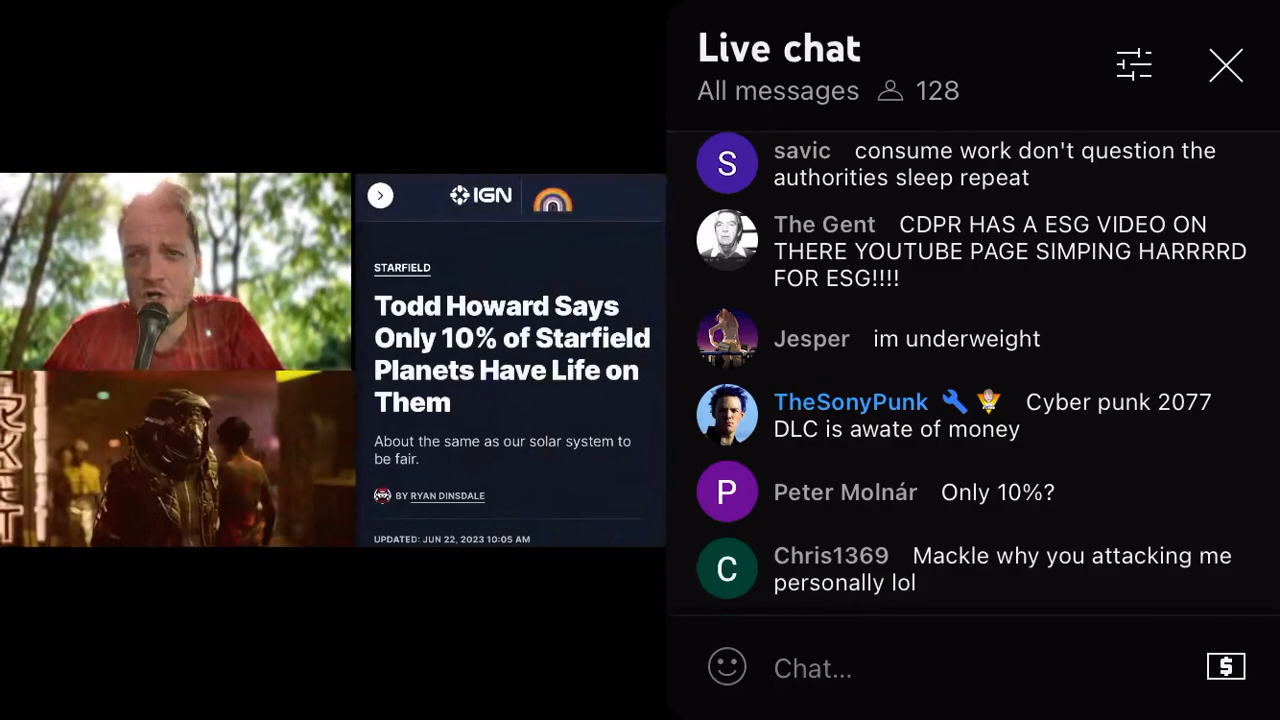 IGN
STARFIELD
Todd Howard Says
Only 10% of Starfield
Planets Have Life on
Them
About the same as our solar system to
be fair.
BY RYAN DINSDALE
UPDATED: JUN 22, 2023 10:05 AM
Live chat
All messages 128
S
savic consume work don't question the
authorities sleep repeat
The Gent CDPR HAS A ESG VIDEO ON
THERE YOUTUBE PAGE SIMPING HARRRRD
FOR ESG!!!!
Jesper im underweight
TheSonyPunk Cyber punk 2077
DLC is awate of money
P
Peter Molnár Only 10%?
C
Chris1369 Mackle why you attacking me
personally lol
Chat...
$